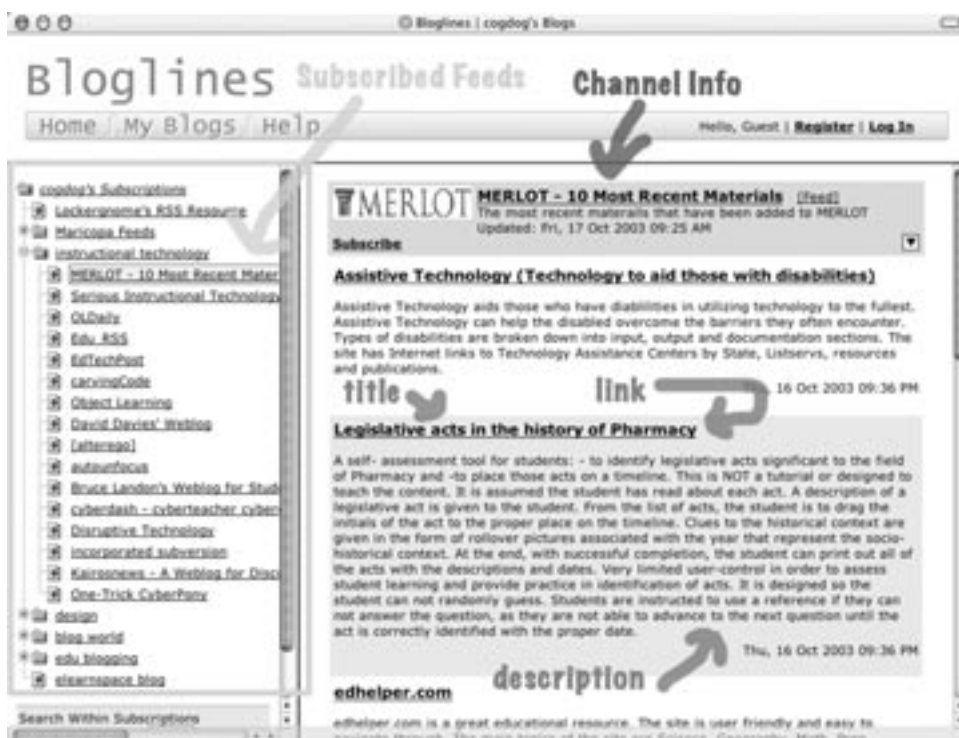 Bloglines | cogdog's Blogs
Bloglines
Subscribed Feeds
Channel Info
Home
My Blogs
Help
Hello, Guest | Register | Log In
cogdog's Subscriptions
Lockergnome's RSS Resource
Maricopa Feeds
instructional technology
MERLOT - 10 Most Recent Mater
Serious Instructional Technology
OLDaily
Edu_RSS
EdTechPost
carvingCode
Object Learning
David Davies' Weblog
[alterego]
autounfocus
Bruce Landon's Weblog for Stude
cyberdash - cyberteacher cybern
Disruptive Technology
incorporated subversion
Kairosnews - A Weblog for Disc
One-Trick CyberPony
design
blog world
edu blogging
elearnspace blog
Search Within Subscriptions
MERLOT
MERLOT - 10 Most Recent Materials [Feed]
The most recent materails that have been added to MERLOT
Updated: Fri, 17 Oct 2003 09:25 AM
Subscribe
Assistive Technology (Technology to aid those with disabilities)
Assistive Technology aids those who have diablilities in utilizing technology to the fullest.
Assistive Technology can help the disabled overcome the barriers they often encounter.
Types of disabilities are broken down into input, output and documentation sections. The
site has Internet links to Technology Assistance Centers by State, Listservs, resources
and publications.
16 Oct 2003 09:36 PM
title
link
Legislative acts in the history of Pharmacy
A self- assessment tool for students: - to identify legislative acts significant to the field
of Pharmacy and -to place those acts on a timeline. This is NOT a tutorial or designed to
teach the content. It is assumed the student has read about each act. A description of a
legislative act is given to the student. From the list of acts, the student is to drag the
initials of the act to the proper place on the timeline. Clues to the historical context are
given in the form of rollover pictures associated with the year that represent the socio-
historical context. At the end, with successful completion, the student can print out all of
the acts with the descriptions and dates. Very limited user-control in order to assess
student learning and provide practice in identification of acts. It is designed so the
student can not randomly guess. Students are instructed to use a reference if they can
not answer the question, as they are not able to advance to the next question until the
act is correctly identified with the proper date.
Thu, 16 Oct 2003 09:36 PM
description
edhelper.com
edhelper.com is a great educational resource. The site is user friendly and easy to